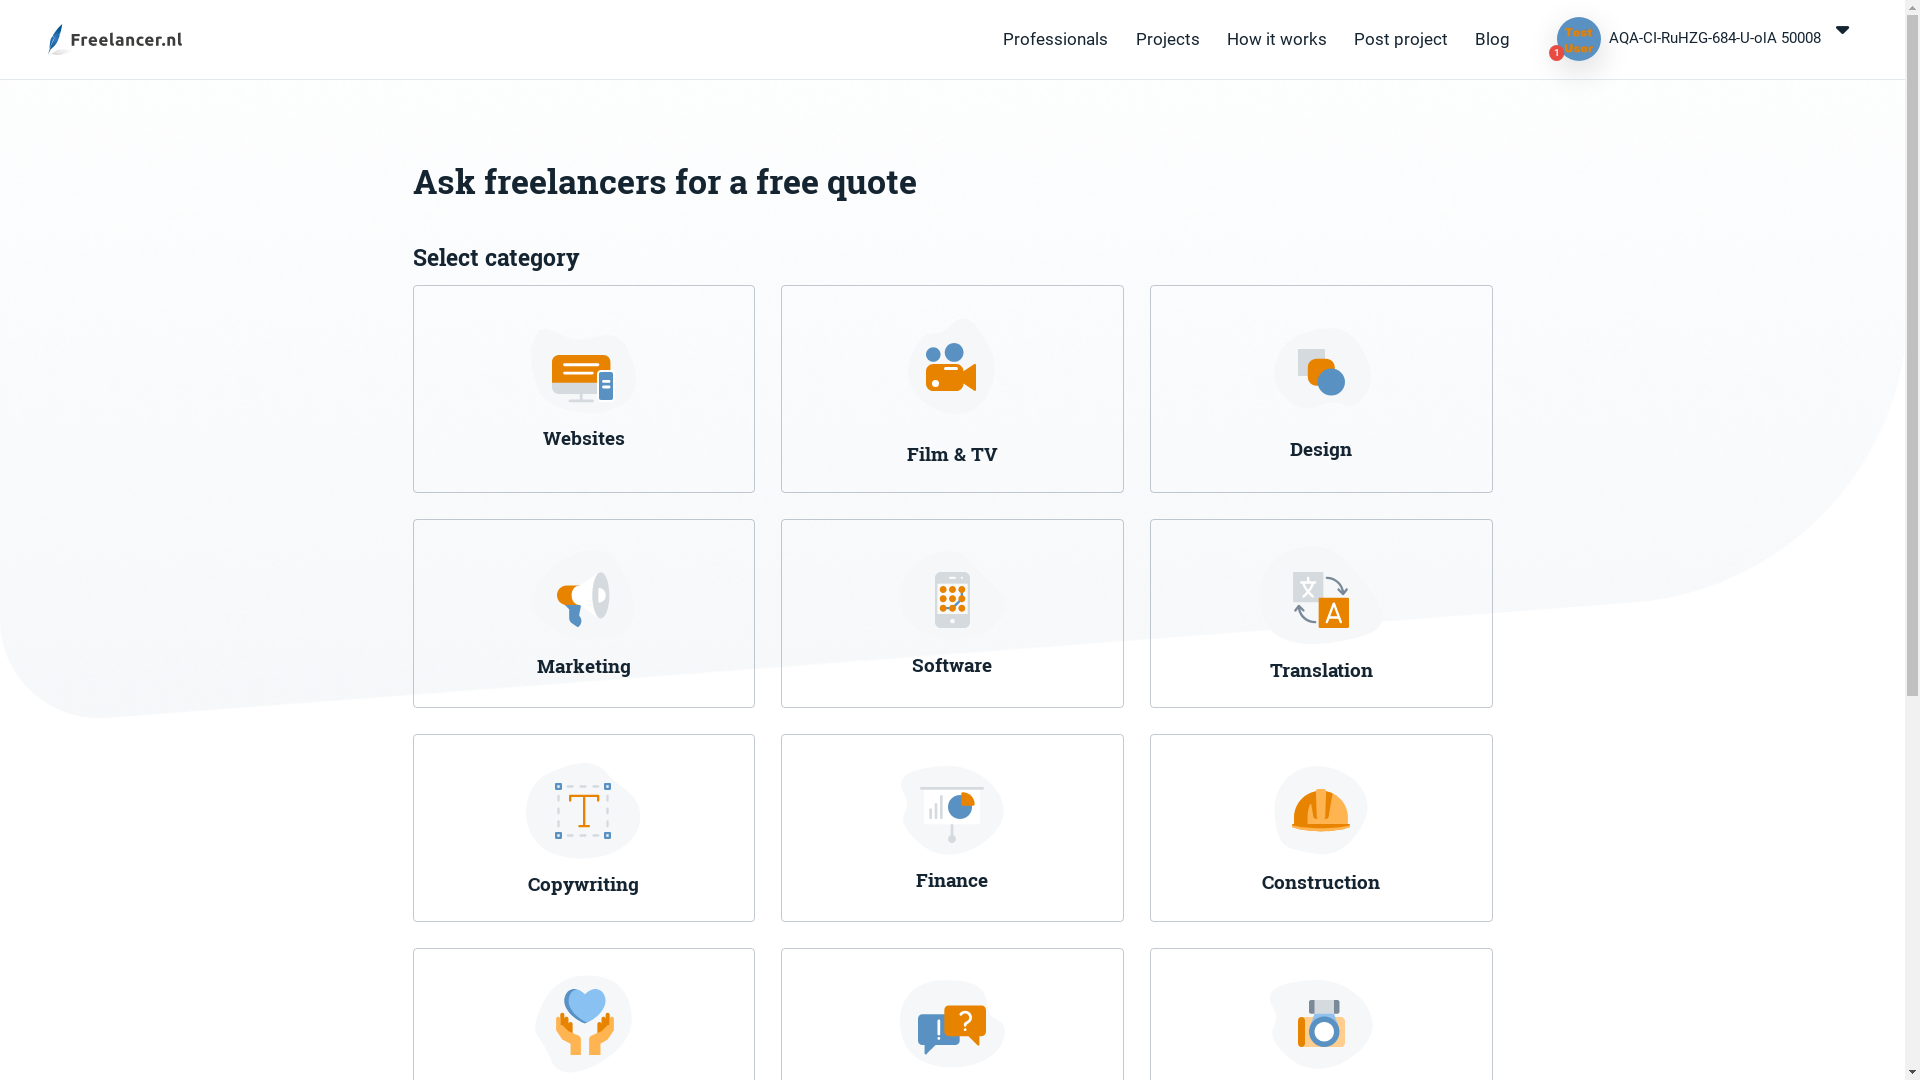 Freelancer.nl
Professionals
Projects
How it works
Post project
Blog
Test
User
1
AQA-CI-RuHZG-684-U-oIA 50008
Ask freelancers for a free quote
Select category
Websites
Film & TV
Design
Marketing
Software
Translation
Copywriting
Finance
Construction